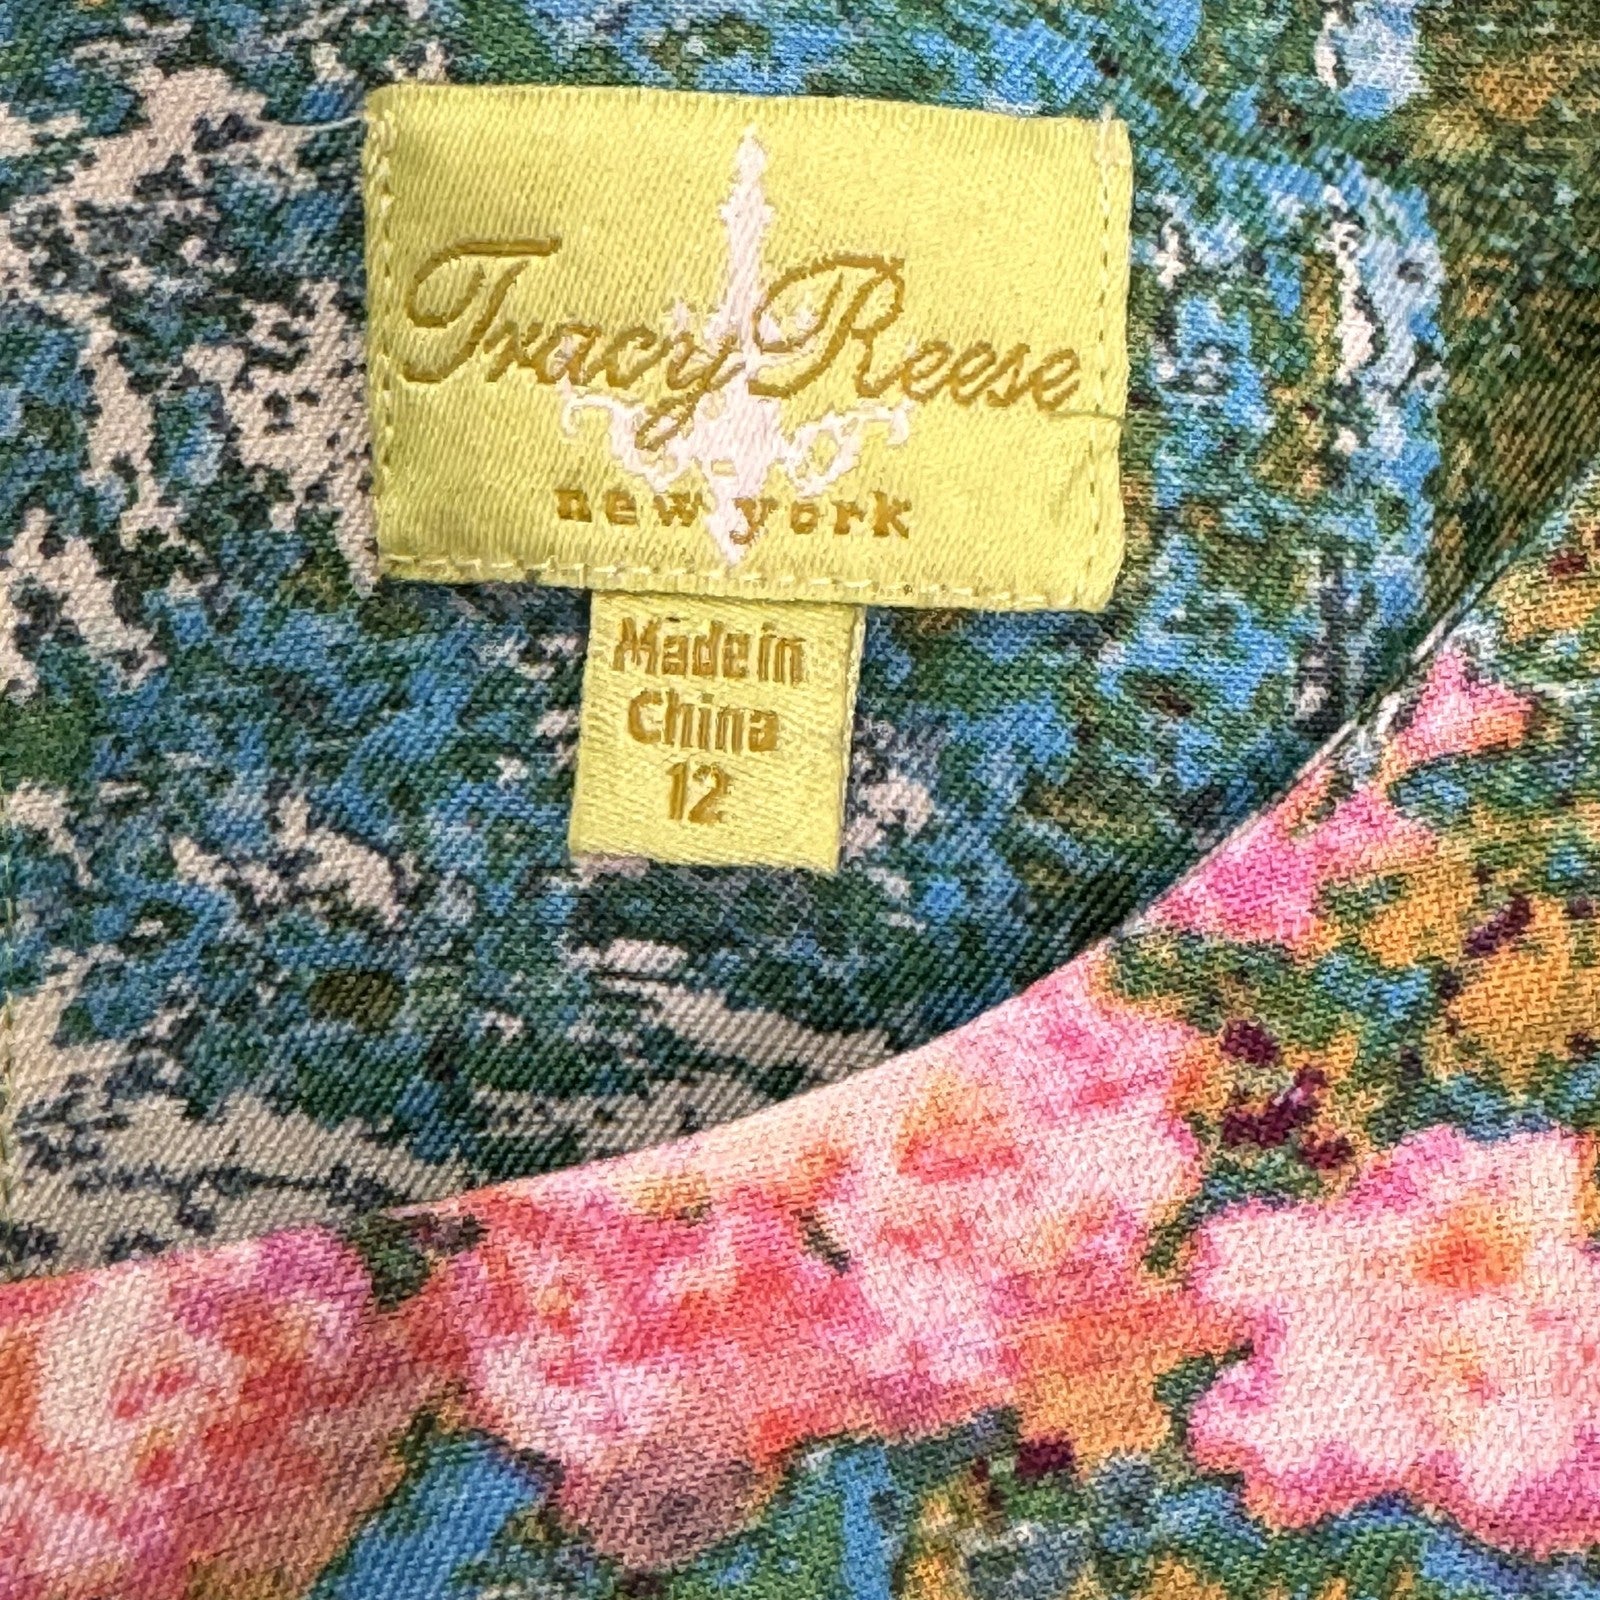 Tracy Reese
new york
Made in
China
12